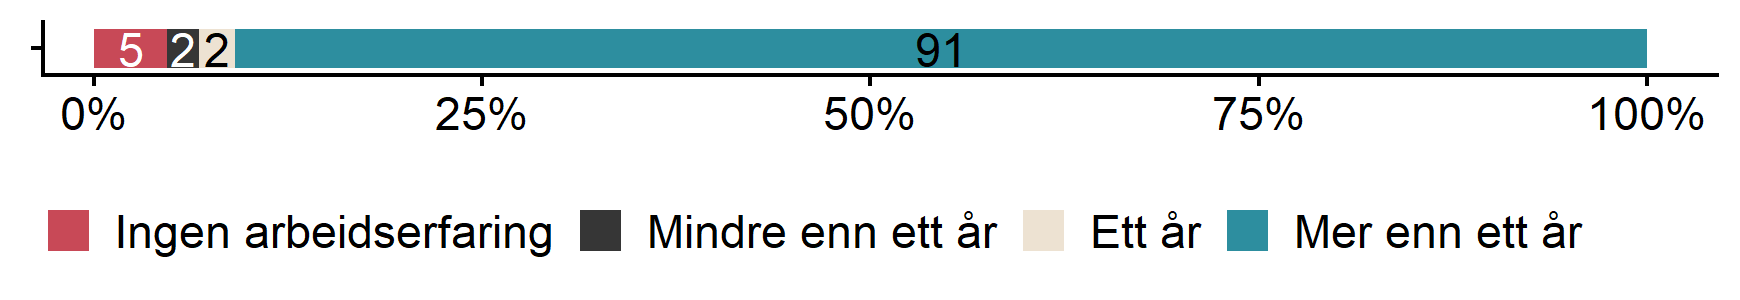 5 2 2 91
0% 25% 50% 75% 100%
Ingen arbeidserfaring Mindre enn ett år Ett år Mer enn ett år